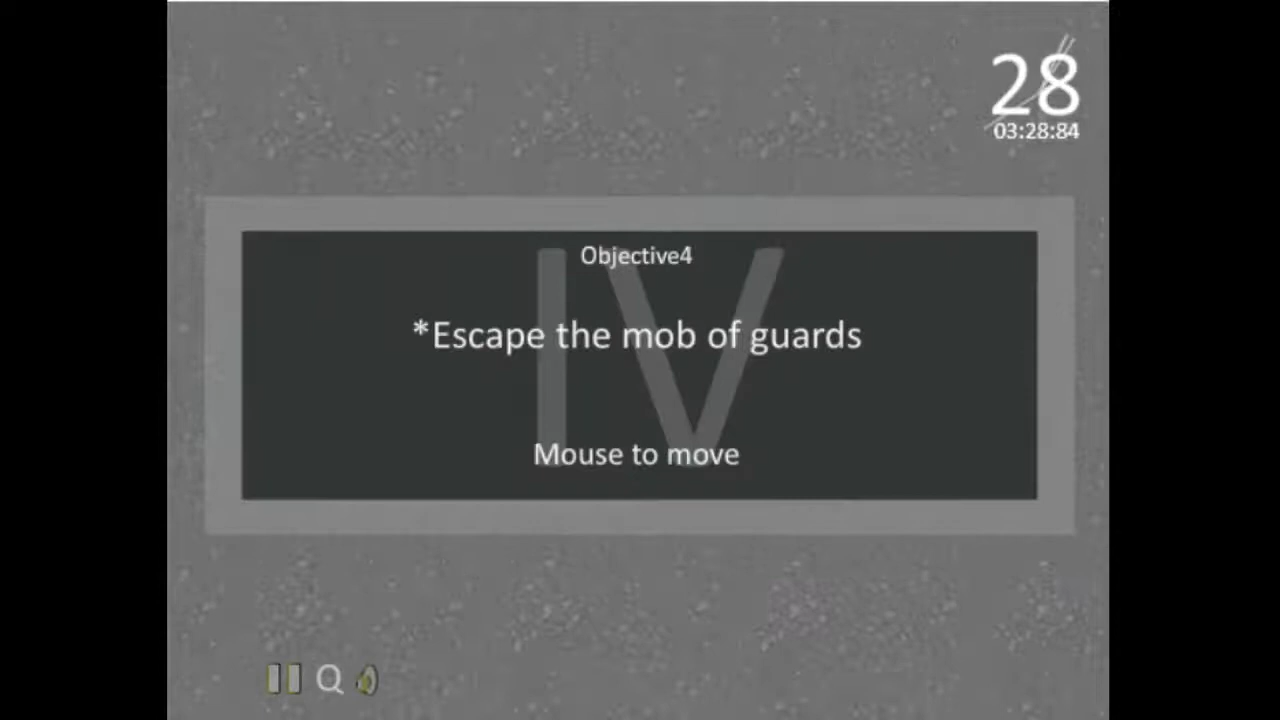 28
03:28:84
Objective4
IV
*Escape the mob of guards
Mouse to move
Q